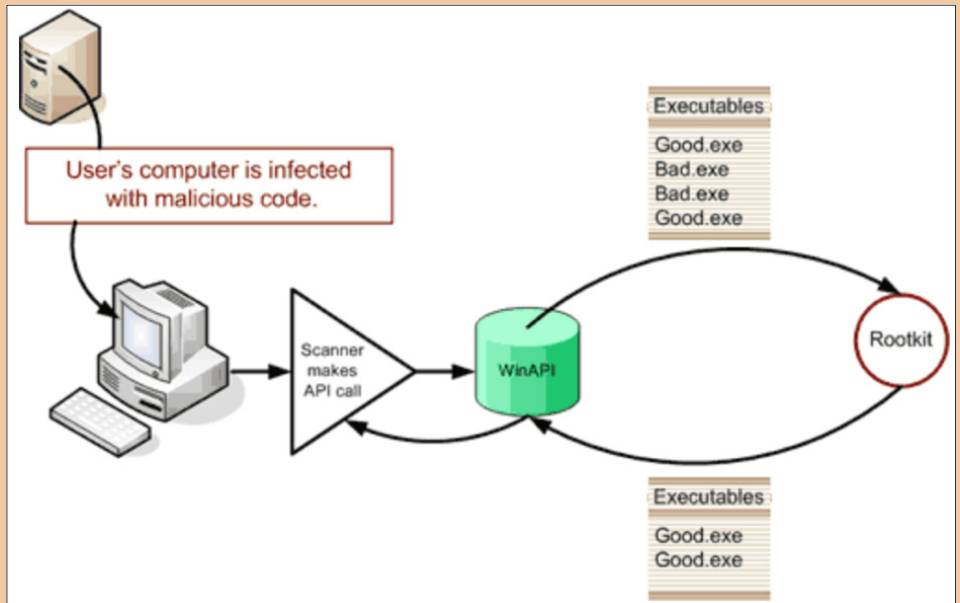 User's computer is infected
with malicious code.
Scanner
makes
API call
WinAPI
Executables
Good.exe
Bad.exe
Bad.exe
Good.exe
Rootkit
Executables
Good.exe
Good.exe